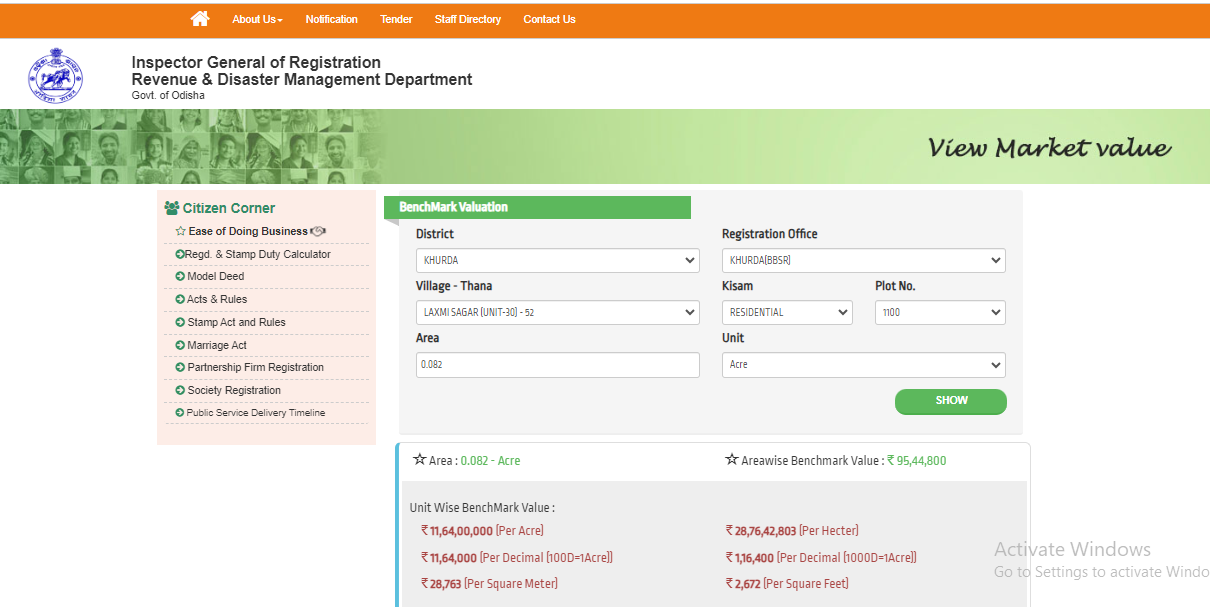 About Us
Notification
Tender
Staff Directory
Contact Us
Inspector General of Registration
Revenue & Disaster Management Department
Govt. of Odisha
View Market value
Citizen Corner
Ease of Doing Business
Regd. & Stamp Duty Calculator
Model Deed
Acts & Rules
Stamp Act and Rules
Marriage Act
Partnership Firm Registration
Society Registration
Public Service Delivery Timeline
BenchMark Valuation
District
Registration Office
KHURDA
KHURDA(BBSR)
Village - Thana
Kisam
Plot No.
LAXMI SAGAR (UNIT-30) - 52
RESIDENTIAL
1100
Area
Unit
0.082
Acre
SHOW
Area : 0.082 - Acre
Areawise Benchmark Value : ₹ 95,44,800
Unit Wise BenchMark Value :
₹ 11,64,00,000 (Per Acre)
₹ 28,76,42,803 (Per Hecter)
₹ 11,64,000 (Per Decimal (100D=1Acre))
₹ 1,16,400 (Per Decimal (1000D=1Acre))
₹ 28,763 (Per Square Meter)
₹ 2,672 (Per Square Feet)
Activate Windows
Go to Settings to activate Windo